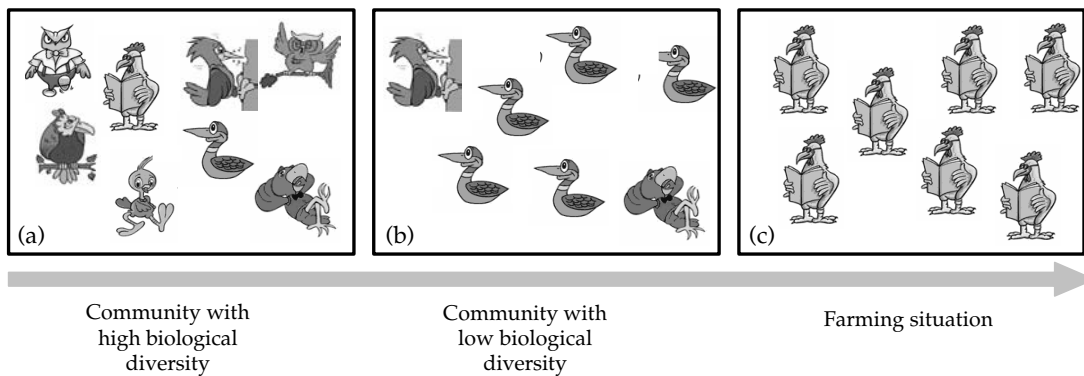 (a)
(b)
(c)
Community with
high biological
diversity
Community with
low biological
diversity
Farming situation